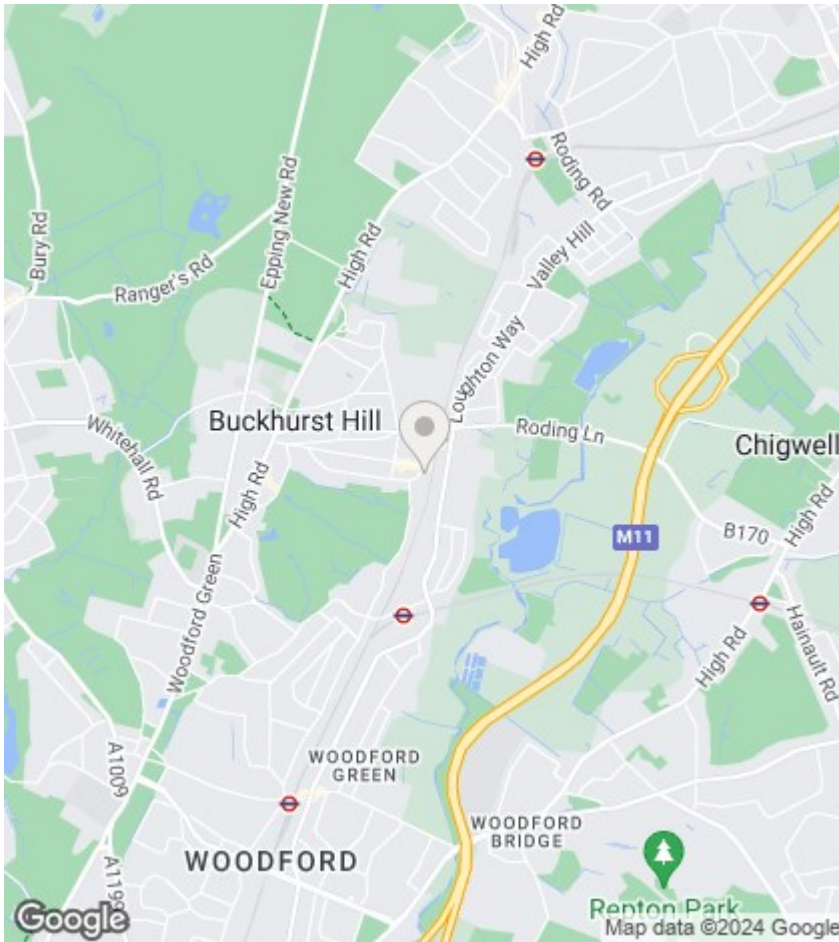 High Rd
Roding Rd
Epping New Rd
Bury Rd
High Rd
Valley Hill
Ranger's Rd
Loughton Way
Buckhurst Hill
Whitehall Rd
Roding Ln
Chigwell
High Rd
M11
B170
High Rd
Woodford Green
Hainault Rd
High Rd
A1009
WOODFORD
GREEN
WOODFORD
BRIDGE
WOODFORD
A1199
Repton Park
Google
Map data ©2024 Google